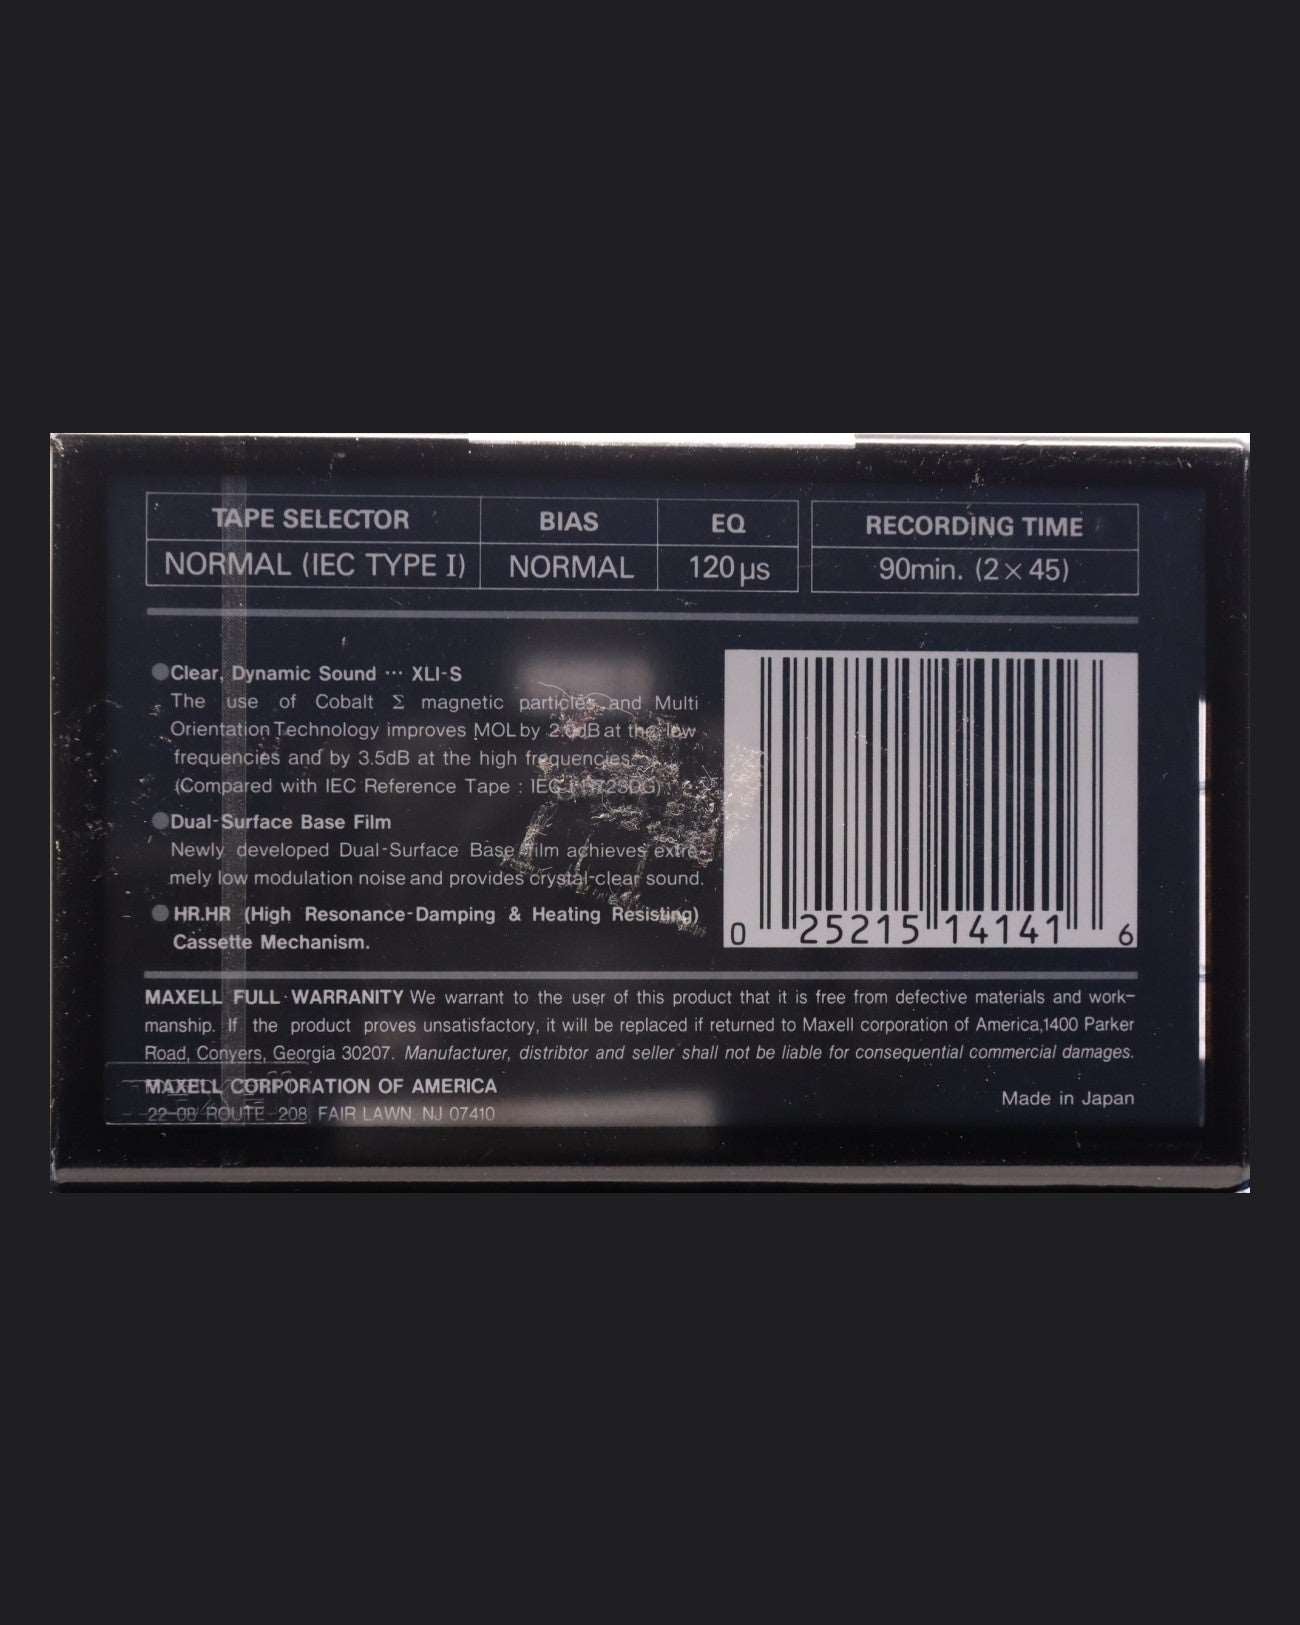 TAPE SELECTOR BIAS EQ RECORDING TIME
NORMAL (IEC TYPE I) NORMAL 120 µs 90min. (2 × 45)
●Clear, Dynamic Sound ··· XLI-S
The use of Cobalt Σ magnetic particles and Multi
Orientation Technology improves MOL by 2.0dB at the low
frequencies and by 3.5dB at the high frequencies.
(Compared with IEC Reference Tape : IEC
●Dual-Surface Base Film
Newly developed Dual-Surface Base Film achieves extre-
mely low modulation noise and provides crystal-clear sound.
●HR.HR (High Resonance-Damping & Heating Resisting)
Cassette Mechanism.
0 25215 14141 6
MAXELL FULL·WARRANITY We warrant to the user of this product that it is free from defective materials and work-
manship. If the product proves unsatisfactory, it will be replaced if returned to Maxell corporation of America,1400 Parker
Road, Conyers, Georgia 30207. Manufacturer, distribtor and seller shall not be liable for consequential commercial damages.
MAXELL CORPORATION OF AMERICA
22-08 ROUTE 208, FAIR LAWN, NJ 07410
Made in Japan